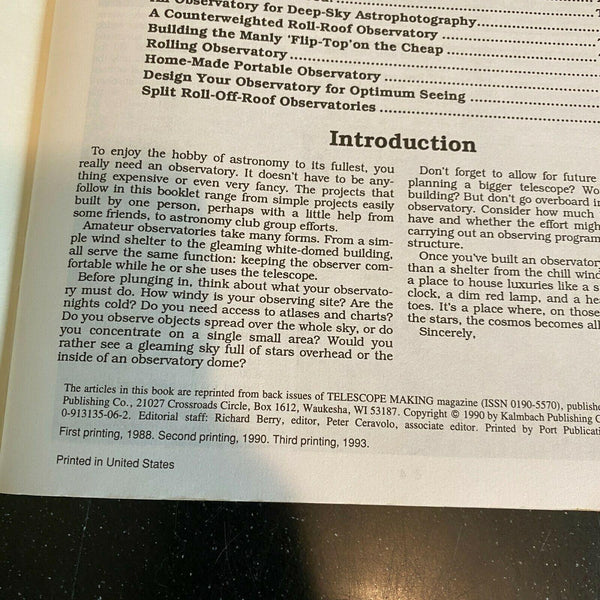 An Observatory for Deep-Sky Astrophotography
A Counterweighted Roll-Roof Observatory
Building the Manly 'Flip-Top'on the Cheap
Rolling Observatory
Home-Made Portable Observatory
Design Your Observatory for Optimum Seeing
Split Roll-Off-Roof Observatories
Introduction
To enjoy the hobby of astronomy to its fullest, you
really need an observatory. It doesn't have to be any-
thing expensive or even very fancy. The projects that
follow in this booklet range from simple projects easily
built by one person, perhaps with a little help from
some friends, to astronomy club group efforts.
Amateur observatories take many forms. From a sim-
ple wind shelter to the gleaming white-domed building,
all serve the same function: keeping the observer com-
fortable while he or she uses the telescope.
Before plunging in, think about what your observato-
ry must do. How windy is your observing site? Are the
nights cold? Do you need access to atlases and charts?
Do you observe objects spread over the whole sky, or do
you concentrate on a single small area? Would you
rather see a gleaming sky full of stars overhead or the
inside of an observatory dome?
Don't forget to allow for future
planning a bigger telescope? Wo
building? But don't go overboard in
observatory. Consider how much
have and whether the effort migh
carrying out an observing program
structure.
Once you've built an observatory
than a shelter from the chill wind
a place to house luxuries like a s
clock, a dim red lamp, and a hea
toes. It's a place where, on those
the stars, the cosmos becomes all
Sincerely,
The articles in this book are reprinted from back issues of TELESCOPE MAKING magazine (ISSN 0190-5570), publishe
Publishing Co., 21027 Crossroads Circle, Box 1612, Waukesha, WI 53187. Copyright © 1990 by Kalmbach Publishing C
0-913135-06-2. Editorial staff: Richard Berry, editor, Peter Ceravolo, associate editor. Printed by Port Publicati
First printing, 1988. Second printing, 1990. Third printing, 1993.
Printed in United States